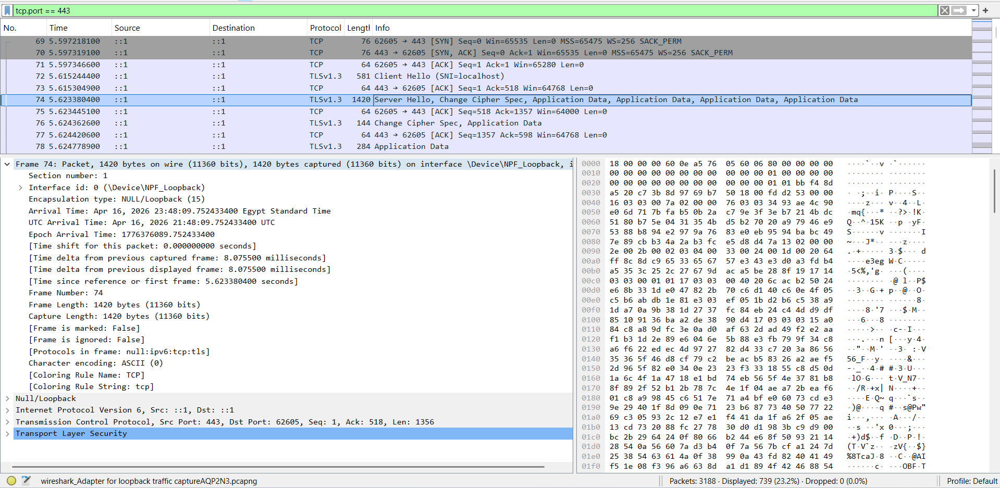 tcp.port == 443
No. Time Source Destination Protocol Length Info
69 5.597218100 ::1 ::1 TCP 76 62605 → 443 [SYN] Seq=0 Win=65535 Len=0 MSS=65475 WS=256 SACK_PERM
70 5.597319100 ::1 ::1 TCP 76 443 → 62605 [SYN, ACK] Seq=0 Ack=1 Win=65535 Len=0 MSS=65475 WS=256 SACK_PERM
71 5.597346600 ::1 ::1 TCP 64 62605 → 443 [ACK] Seq=1 Ack=1 Win=65280 Len=0
72 5.615244400 ::1 ::1 TLSv1.3 581 Client Hello (SNI=localhost)
73 5.615304900 ::1 ::1 TCP 64 443 → 62605 [ACK] Seq=1 Ack=518 Win=64768 Len=0
74 5.623380400 ::1 ::1 TLSv1.3 1420 Server Hello, Change Cipher Spec, Application Data, Application Data, Application Data, Application Data
75 5.623445100 ::1 ::1 TCP 64 62605 → 443 [ACK] Seq=518 Ack=1357 Win=64000 Len=0
76 5.624362600 ::1 ::1 TLSv1.3 144 Change Cipher Spec, Application Data
77 5.624420600 ::1 ::1 TCP 64 443 → 62605 [ACK] Seq=1357 Ack=598 Win=64768 Len=0
78 5.624778900 ::1 ::1 TLSv1.3 284 Application Data
Frame 74: Packet, 1420 bytes on wire (11360 bits), 1420 bytes captured (11360 bits) on interface \Device\NPF_Loopback, i
Section number: 1
Interface id: 0 (\Device\NPF_Loopback)
Encapsulation type: NULL/Loopback (15)
Arrival Time: Apr 16, 2026 23:48:09.752433400 Egypt Standard Time
UTC Arrival Time: Apr 16, 2026 21:48:09.752433400 UTC
Epoch Arrival Time: 1776376089.752433400
[Time shift for this packet: 0.000000000 seconds]
[Time delta from previous captured frame: 8.075500 milliseconds]
[Time delta from previous displayed frame: 8.075500 milliseconds]
[Time since reference or first frame: 5.623380400 seconds]
Frame Number: 74
Frame Length: 1420 bytes (11360 bits)
Capture Length: 1420 bytes (11360 bits)
[Frame is marked: False]
[Frame is ignored: False]
[Protocols in frame: null:ipv6:tcp:tls]
Character encoding: ASCII (0)
[Coloring Rule Name: TCP]
[Coloring Rule String: tcp]
Null/Loopback
Internet Protocol Version 6, Src: ::1, Dst: ::1
Transmission Control Protocol, Src Port: 443, Dst Port: 62605, Seq: 1, Ack: 518, Len: 1356
Transport Layer Security
0000 18 00 00 00 60 0e a5 76 05 60 06 80 00 00 00 00 ····`··v ·`······
0010 00 00 00 00 00 00 00 00 00 00 00 01 00 00 00 00 ········ ········
0020 00 00 00 00 00 00 00 00 00 00 00 01 01 bb f4 8d ········ ········
0030 a5 20 c7 3b 8d 97 69 b7 50 18 00 fd d2 53 00 00 · ·;··i· P····S··
0040 16 03 03 00 7a 02 00 00 76 03 03 34 93 ae 4c 90 ····z··· v··4··L·
0050 e0 6d 71 7b fa b5 0b 2a c7 9e 3f 3e b7 21 4b dc ·mq{···* ··?>·!K·
0060 51 80 b7 5e 04 31 35 4b d5 b2 70 20 a9 79 46 e9 Q··^·15K ··p ·yF·
0070 53 88 b8 94 e2 97 9a 76 83 e0 eb 95 94 ba bc 49 S······v ·······I
0080 7e 89 cb b3 4a 2a b3 fc e5 d8 d4 7a 13 02 00 00 ~···J*·· ···z····
0090 2e 00 2b 00 02 03 04 00 33 00 24 00 1d 00 20 64 .·+····· 3·$··· d
00a0 ff 8c 8d c9 65 33 65 67 57 e3 43 e3 d0 a3 fd b4 ····e3eg W·C·····
00b0 a5 35 3c 25 2c 27 67 9d ac a5 be 28 8f 19 17 14 ·5<%,'g· ···(····
00c0 03 03 00 01 01 17 03 03 00 40 20 6c ac b2 50 24 ········ ·@ l··P$
00d0 e6 8b 33 1d e0 47 82 2b 70 c6 d1 40 c6 0e 4f 05 ··3··G·+ p··@··O·
00e0 c5 b6 ab db 1e 81 e3 03 ef 05 1b d2 b6 c5 38 a9 ········ ······8·
00f0 1d a7 0a 9b 38 1d 27 37 fc 84 eb 24 c4 4d d9 df ····8·'7 ···$·M··
0100 85 10 91 36 ba a2 de 38 90 d4 17 03 03 03 15 a0 ···6···8 ········
0110 84 c8 a8 9d fc 3e 0a d0 af 63 2d ad 49 f2 e2 aa ·····>·· ·c-·I···
0120 f1 b3 1d 2e 89 e6 04 6e 5b 88 e3 fb 79 9f 34 c8 ···.···n [···y·4·
0130 a6 f6 22 ed ec 4d 97 27 82 d4 33 c7 20 3a 86 56 ··"··M·' ··3· :·V
0140 35 36 5f 46 d8 cf 79 c2 be ac b5 83 26 a2 ae f5 56_F··y· ····&···
0150 2d 96 5f 82 e0 34 0e 23 23 f3 33 18 55 c8 d5 0d -·_··4·# #·3·U···
0160 1a 6c 4f 1a 47 18 e1 bd 74 eb 56 5f 4e 37 81 b8 ·lO·G··· t·V_N7··
0170 8f 89 2f 52 b1 2b 78 7c 4e 1f 04 ae a7 2b ea f6 ··/R·+x| N····+··
0180 01 c8 a9 98 45 c6 51 7e 71 a4 bf e0 60 73 cd e3 ····E·Q~ q···`s··
0190 9e 29 40 1f 8d 09 0e 71 23 b6 87 73 40 50 77 22 ·)@····q #··s@Pw"
01a0 69 c3 05 93 2c 12 e7 e1 f4 41 da 1f a6 2f 05 ae i···,··· ·A···/··
01b0 13 cd 73 20 88 fc 27 78 30 d0 d1 98 3b c9 d9 00 ··s ··'x 0···;···
01c0 bc 2b 29 64 24 0f 80 66 b2 44 e6 8f 50 93 21 14 ·+)d$··f ·D··P·!·
01d0 28 54 0a 56 60 7a d3 b4 0f 7a 56 7b cf a1 24 7d (T·V`z·· ·zV{··$}
01e0 25 38 54 63 61 4a 0f 38 99 0a 43 fd 82 40 41 49 %8TcaJ·8 ··C··@AI
01f0 f5 1e 08 f3 96 a6 63 8d a1 d1 89 4f 42 46 88 54 ······c· ···OBF·T
wireshark_Adapter for loopback traffic captureAQP2N3.pcapng
Packets: 3188 · Displayed: 739 (23.2%) · Dropped: 0 (0.0%)
Profile: Default